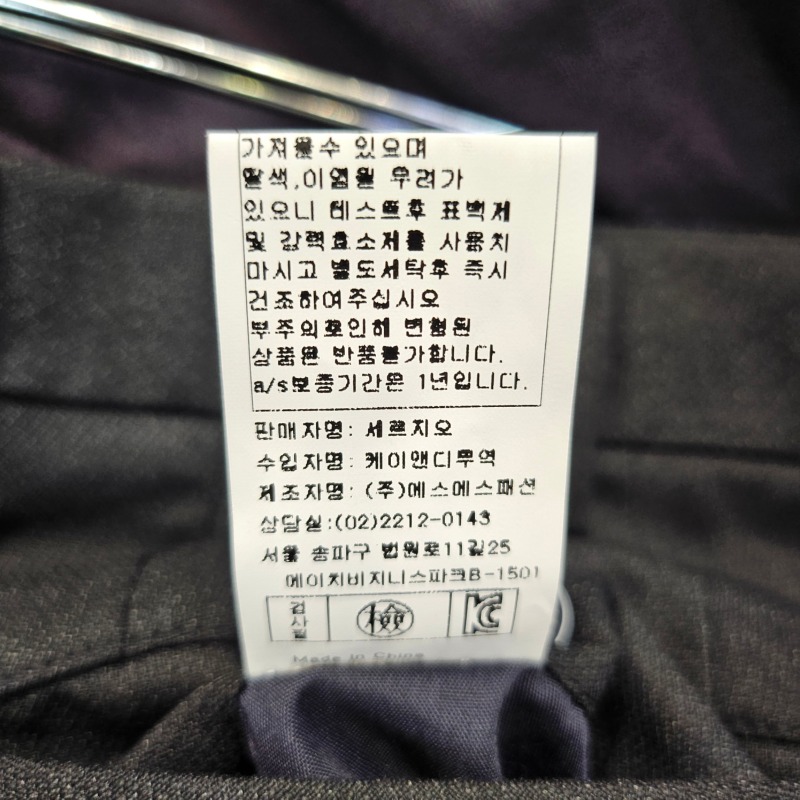 가져올수 있으며
탈색,이염될 우려가
있으니 테스트후 표백제
및 강력효소제를 사용치
마시고 별도세탁후 즉시
건조하여주십시오
부주의로인해 변형된
상품은 반품불가합니다.
a/s보증기간은 1년입니다.
판매자명: 세르지오
수입자명: 케이앤디무역
제조자명: (주)에스에스패션
상담실:(02)2212-0143
서울 송파구 법원로11길25
에이치비지니스파크B-1501
검사필 檢 KC
Made in China